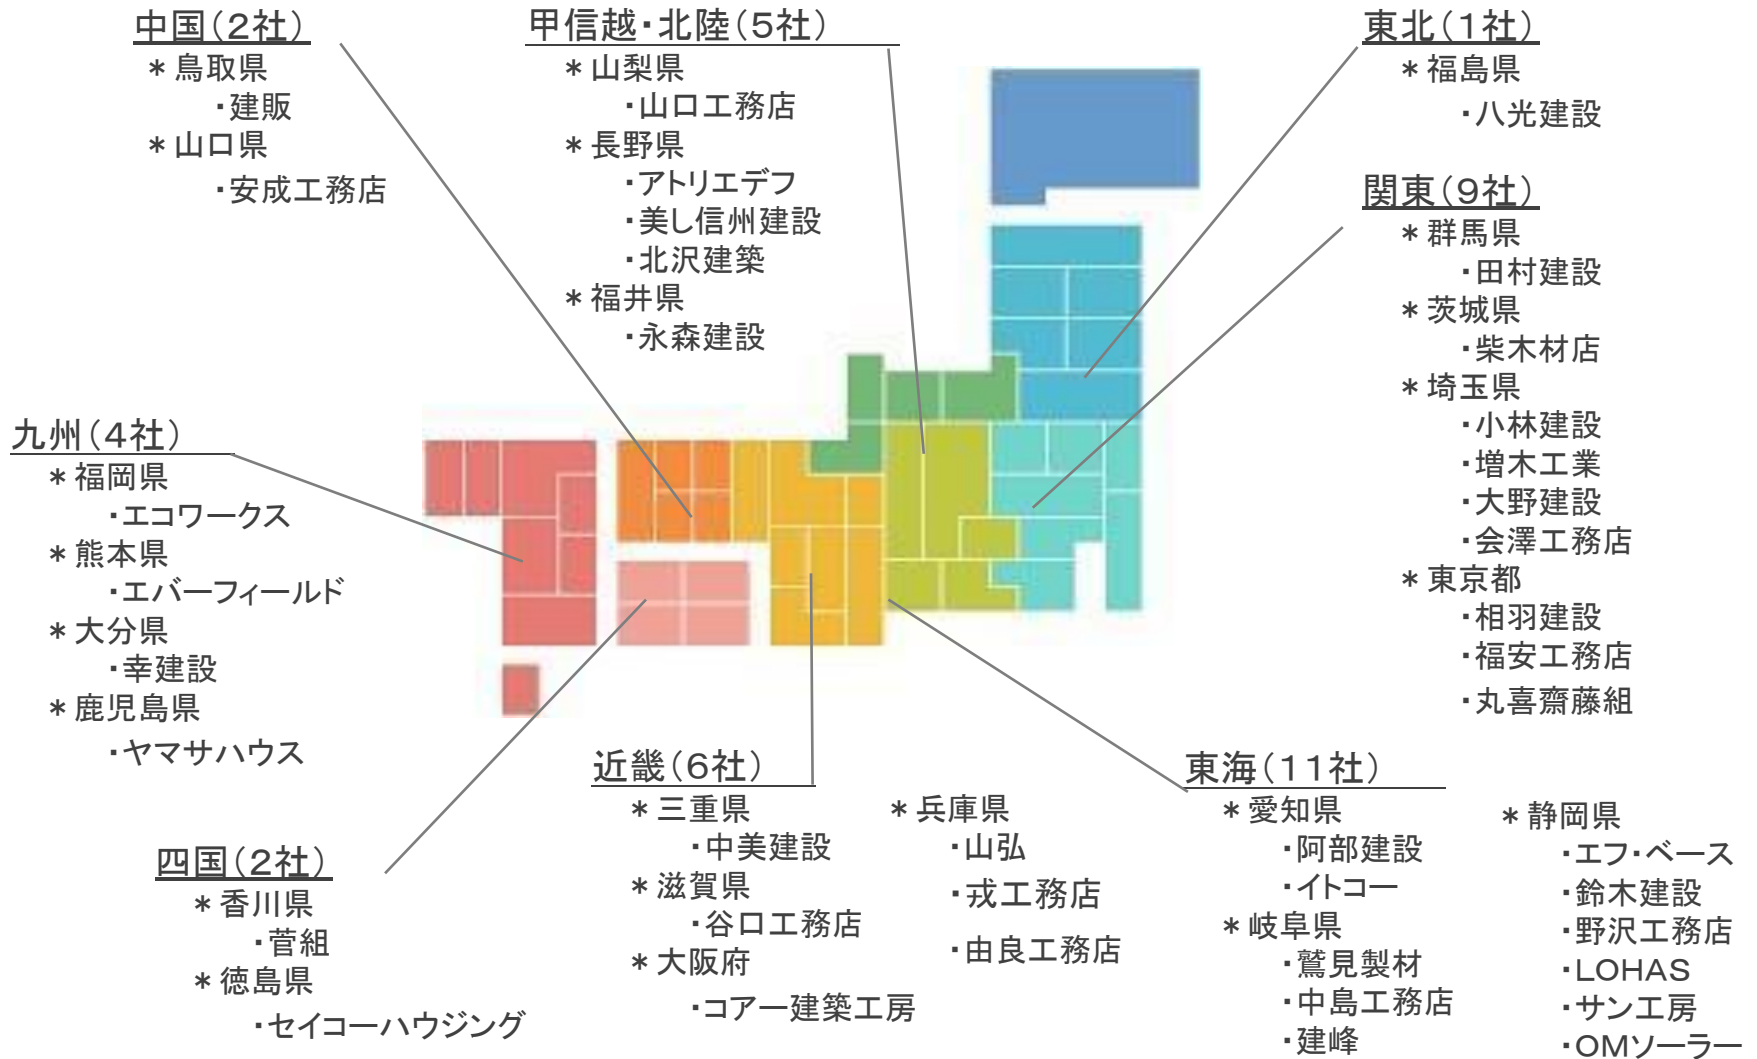 中国(2社)
*鳥取県
・建販
*山口県
・安成工務店
甲信越・北陸(5社)
*山梨県
・山口工務店
*長野県
・アトリエデフ
・美し信州建設
・北沢建築
*福井県
・永森建設
東北(1社)
*福島県
・八光建設
関東(9社)
*群馬県
・田村建設
*茨城県
・柴木材店
*埼玉県
・小林建設
・増木工業
・大野建設
・会澤工務店
*東京都
・相羽建設
・福安工務店
・丸喜齋藤組
九州(4社)
*福岡県
・エコワークス
*熊本県
・エバーフィールド
*大分県
・幸建設
*鹿児島県
・ヤマサハウス
四国(2社)
*香川県
・菅組
*徳島県
・セイコーハウジング
近畿(6社)
*三重県
・中美建設
*滋賀県
・谷口工務店
*大阪府
・コアー建築工房
*兵庫県
・山弘
・戎工務店
・由良工務店
東海(11社)
*愛知県
・阿部建設
・イトコー
*岐阜県
・鷲見製材
・中島工務店
・建峰
*静岡県
・エフ・ベース
・鈴木建設
・野沢工務店
・LOHAS
・サン工房
・OMソーラー